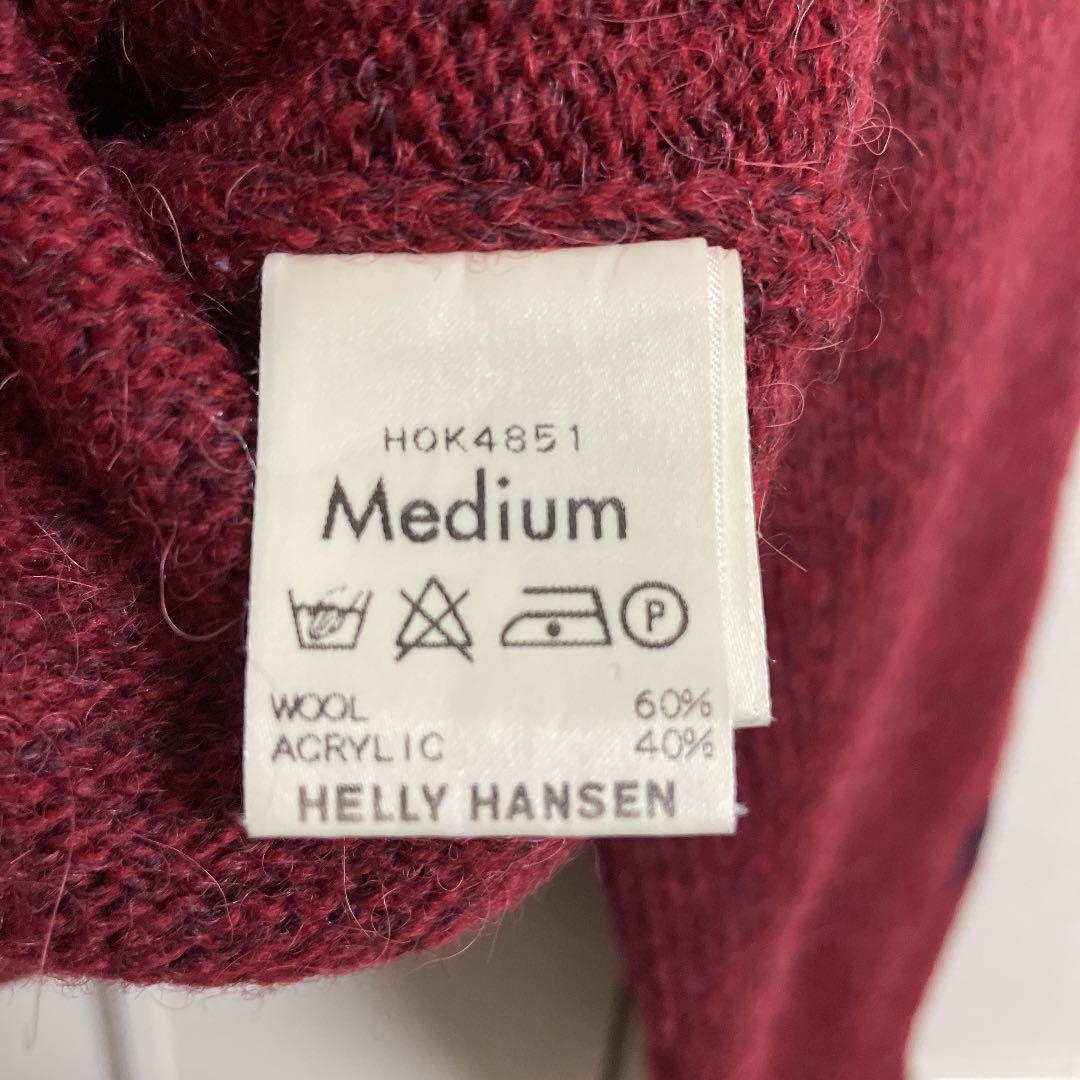 HOK4851
Medium
P
WOOL 60%
ACRYLIC 40%
HELLY HANSEN